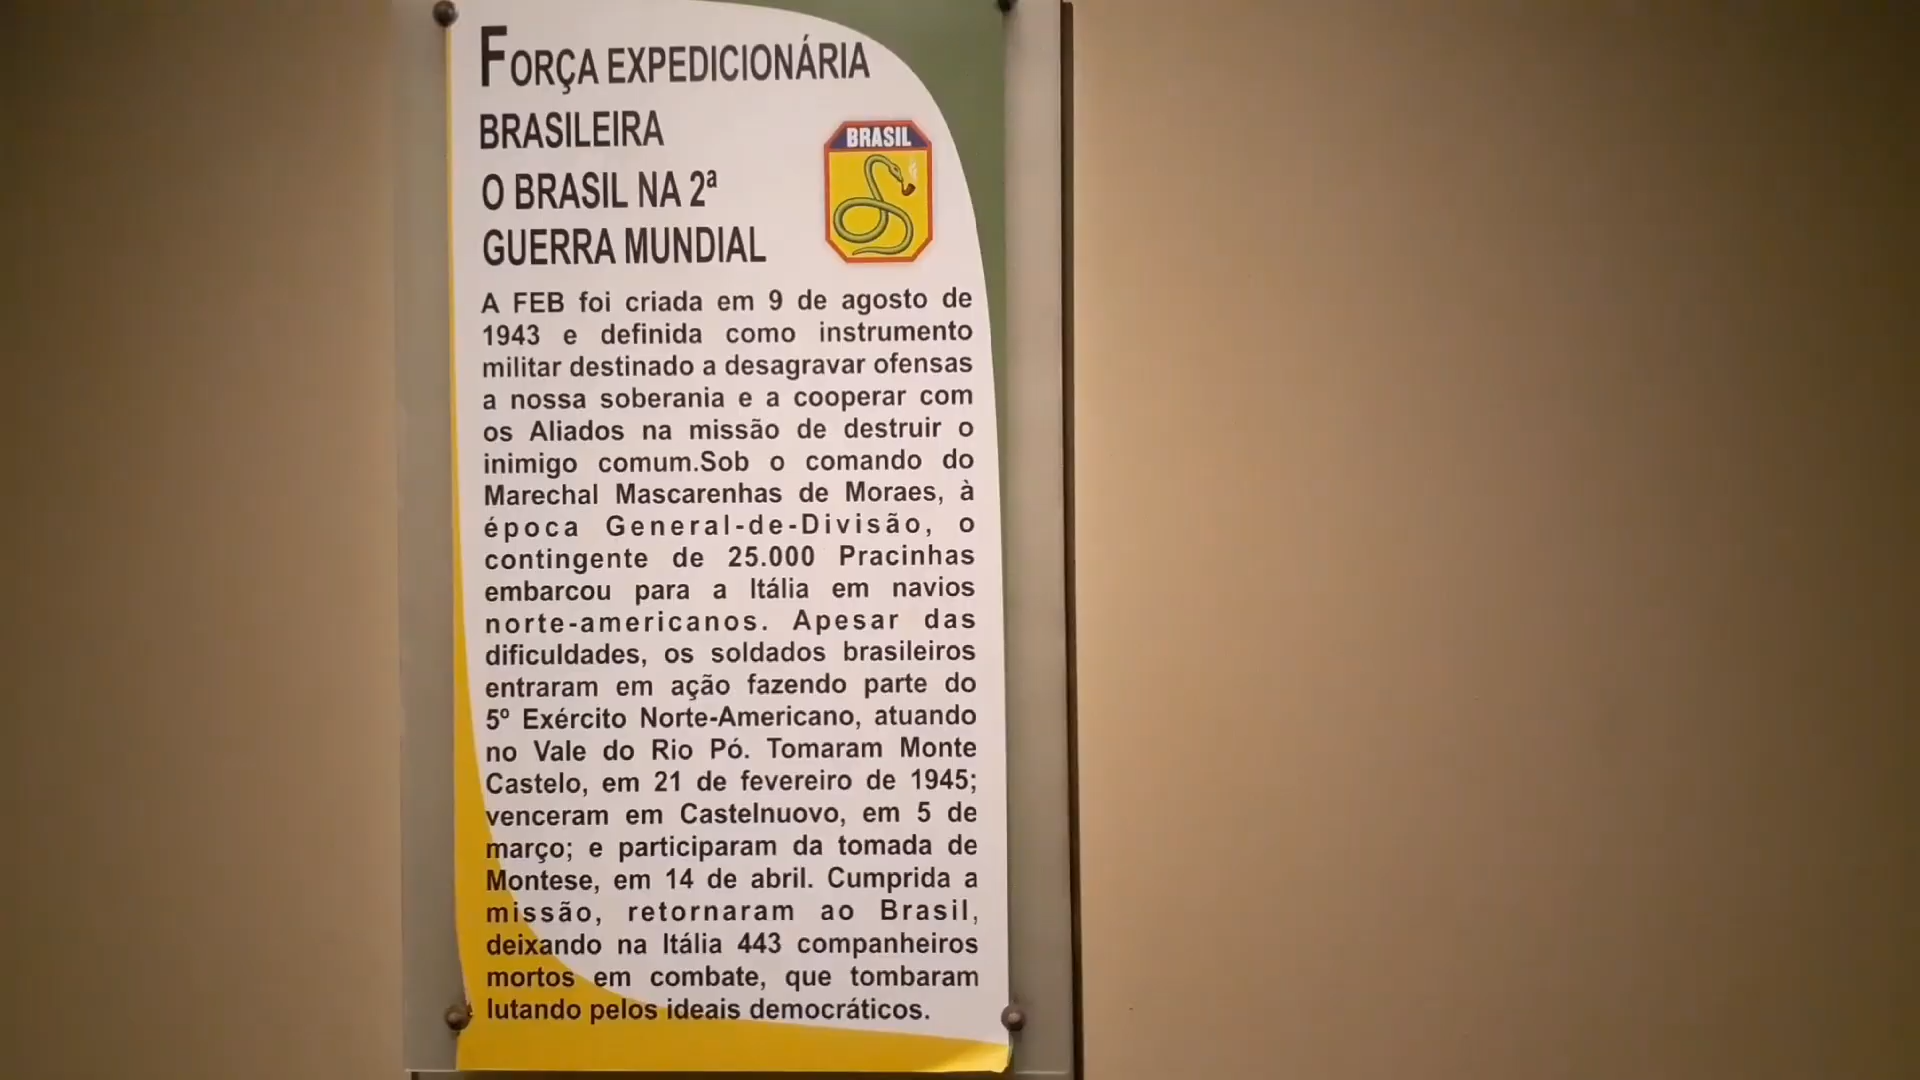 FORÇA EXPEDICIONÁRIA
BRASILEIRA
O BRASIL NA 2ª
GUERRA MUNDIAL
BRASIL
A FEB foi criada em 9 de agosto de
1943 e definida como instrumento
militar destinado a desagravar ofensas
a nossa soberania e a cooperar com
os Aliados na missão de destruir o
inimigo comum.Sob o comando do
Marechal Mascarenhas de Moraes, à
época General-de-Divisão, o
contingente de 25.000 Pracinhas
embarcou para a Itália em navios
norte-americanos. Apesar das
dificuldades, os soldados brasileiros
entraram em ação fazendo parte do
5º Exército Norte-Americano, atuando
no Vale do Rio Pó. Tomaram Monte
Castelo, em 21 de fevereiro de 1945;
venceram em Castelnuovo, em 5 de
março; e participaram da tomada de
Montese, em 14 de abril. Cumprida a
missão, retornaram ao Brasil,
deixando na Itália 443 companheiros
mortos em combate, que tombaram
lutando pelos ideais democráticos.